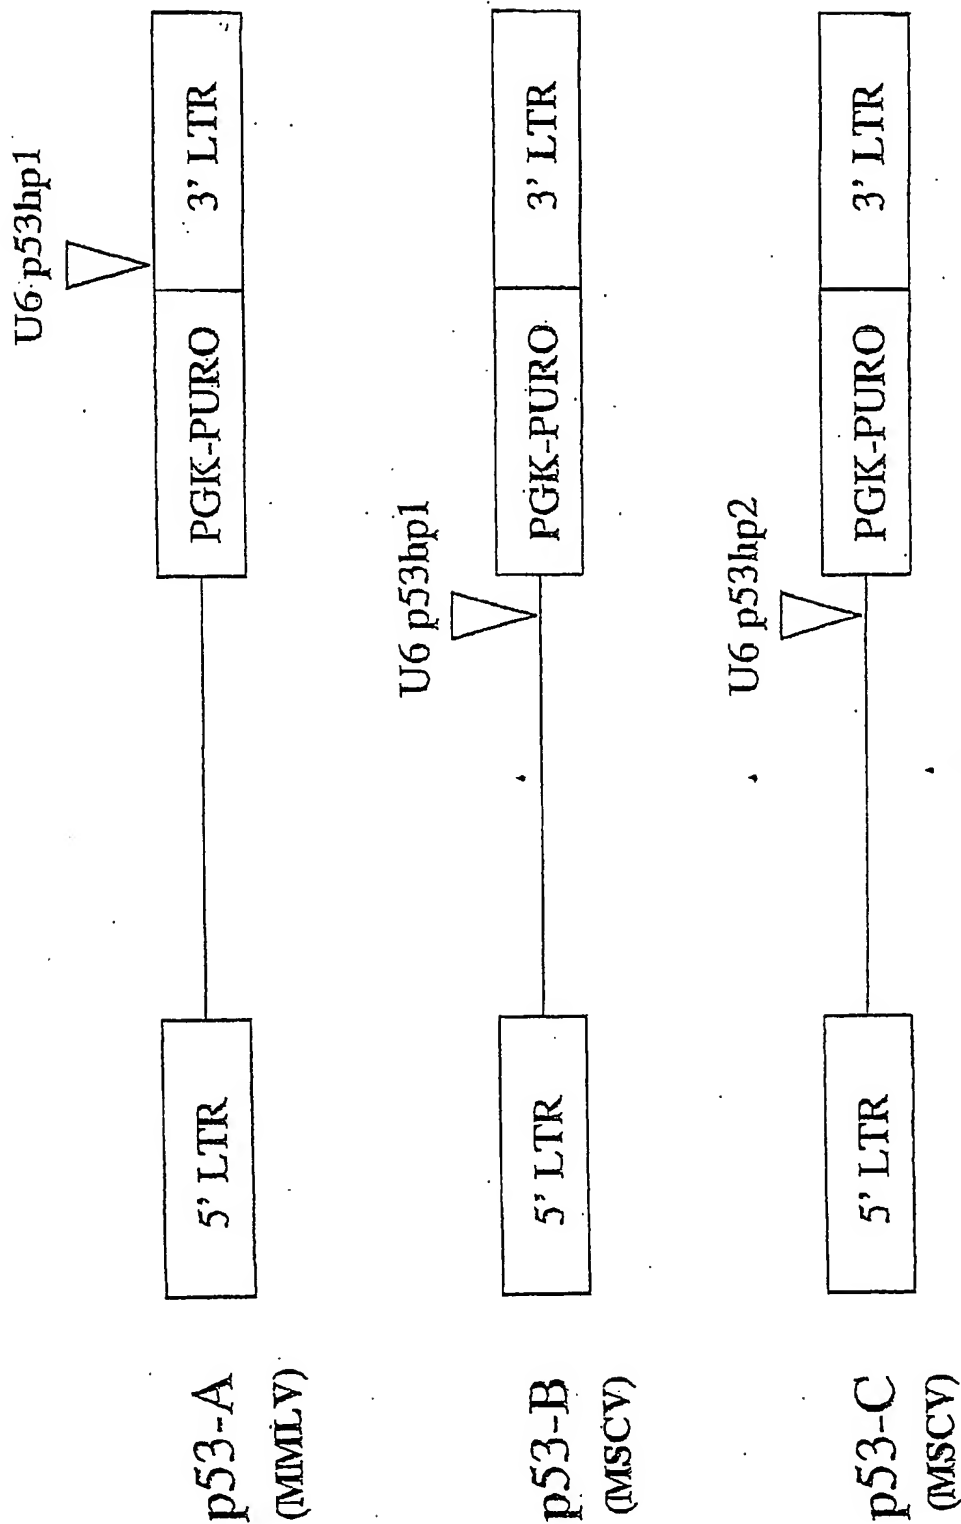 U6 p53hp1
p53-A
(MMLV)
5' LTR
PGK-PURO
3' LTR
U6 p53hp1
p53-B
(MSCV)
5' LTR
PGK-PURO
3' LTR
U6 p53hp2
p53-C
(MSCV)
5' LTR
PGK-PURO
3' LTR